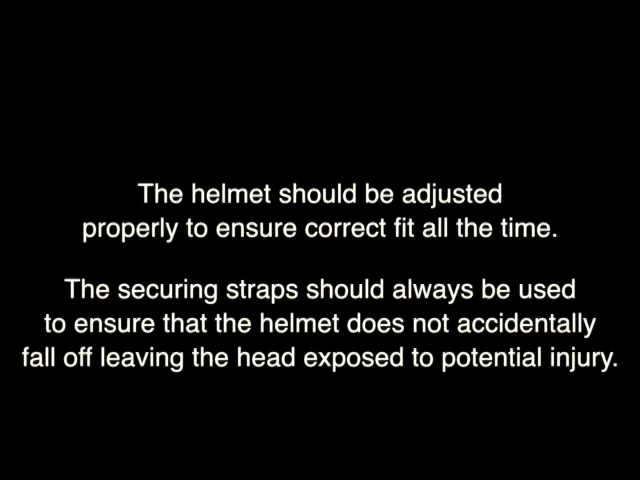 The helmet should be adjusted
properly to ensure correct fit all the time.
The securing straps should always be used
to ensure that the helmet does not accidentally
fall off leaving the head exposed to potential injury.